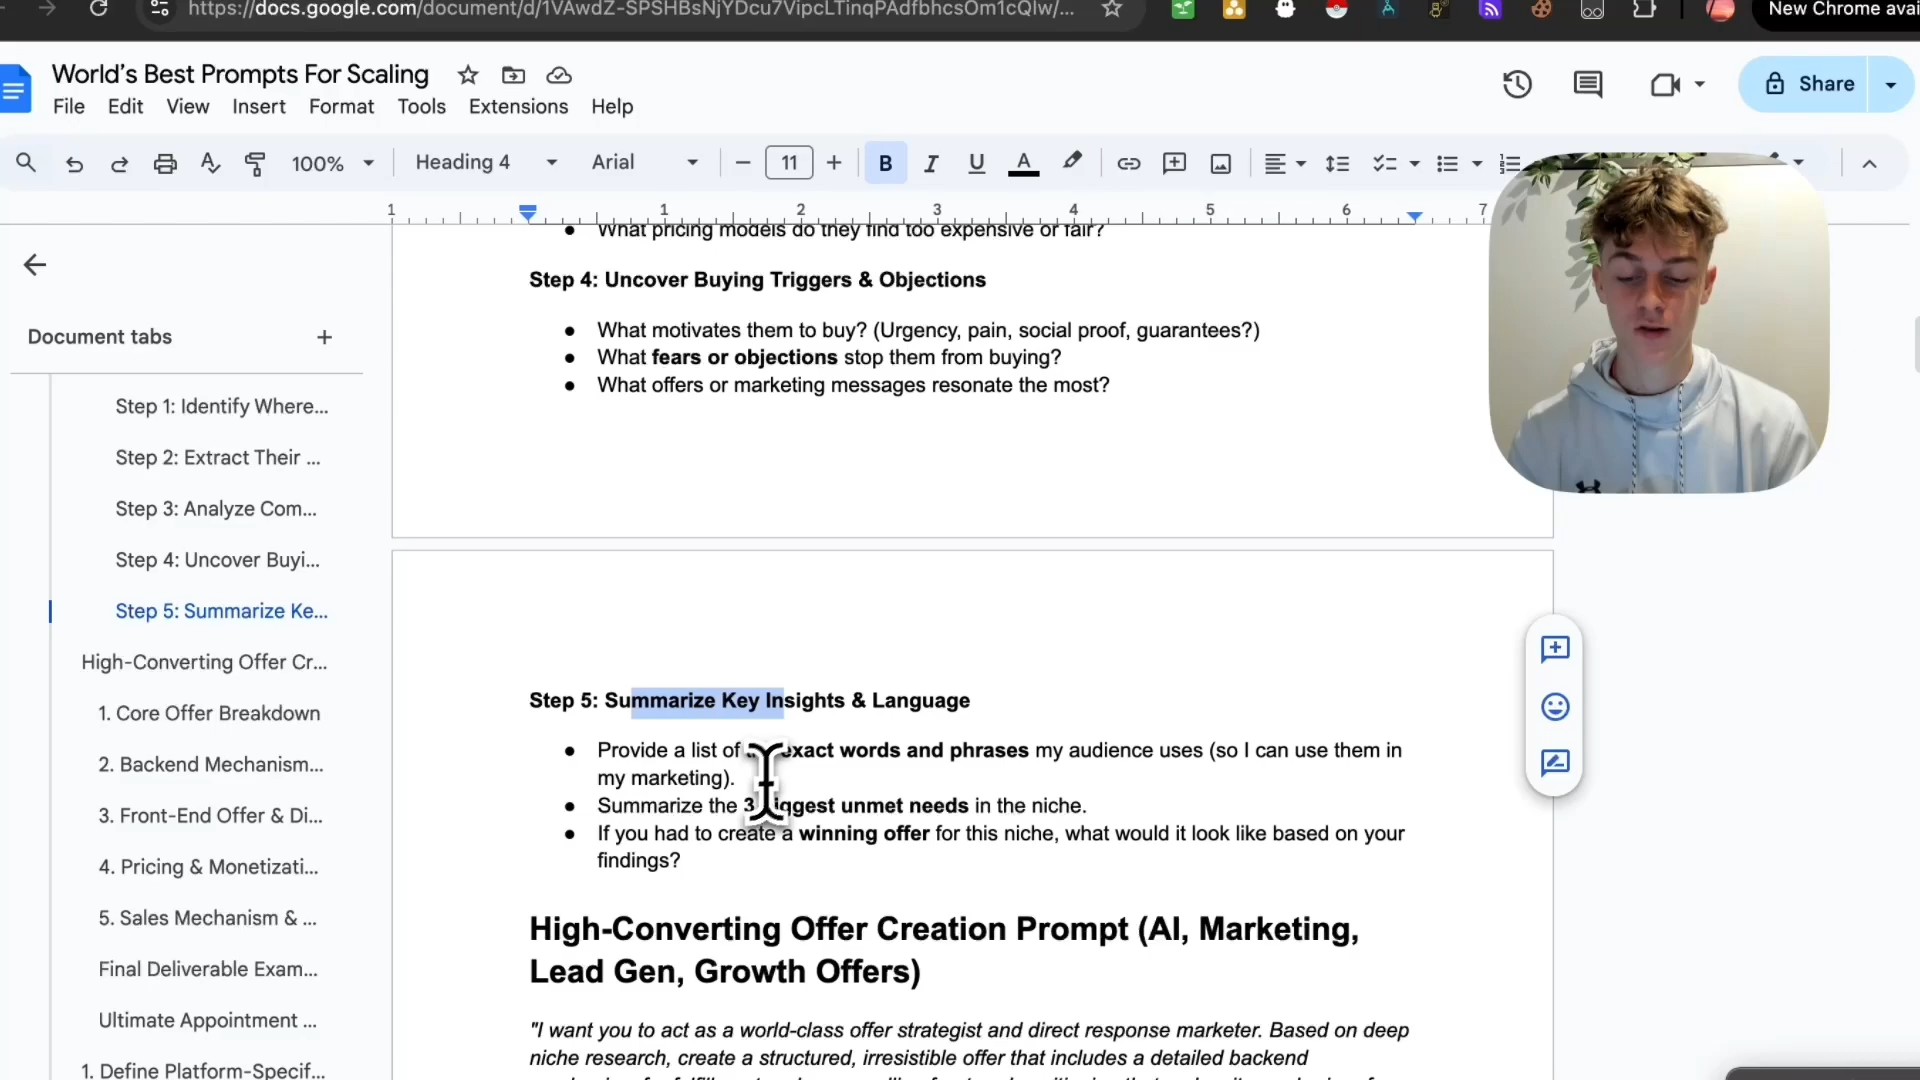 https://docs.google.com/document/d/1VAwdZ-SPSHBsNjYDcu7VipcLTinqPAdfbhcsOm1cQlw/...
New Chrome avai
World’s Best Prompts For Scaling
File Edit View Insert Format Tools Extensions Help
Share
100% Heading 4 Arial 11 B I U A
1 1 2 3 4 5 6 7
Document tabs
Step 1: Identify Where...
Step 2: Extract Their ...
Step 3: Analyze Com...
Step 4: Uncover Buyi...
Step 5: Summarize Ke...
High-Converting Offer Cr...
1. Core Offer Breakdown
2. Backend Mechanism...
3. Front-End Offer & Di...
4. Pricing & Monetizati...
5. Sales Mechanism & ...
Final Deliverable Exam...
Ultimate Appointment ...
1. Define Platform-Specif...
What pricing models do they find too expensive or fair?
Step 4: Uncover Buying Triggers & Objections
● What motivates them to buy? (Urgency, pain, social proof, guarantees?)
● What fears or objections stop them from buying?
● What offers or marketing messages resonate the most?
Step 5: Summarize Key Insights & Language
● Provide a list of exact words and phrases my audience uses (so I can use them in
my marketing).
● Summarize the 3 biggest unmet needs in the niche.
● If you had to create a winning offer for this niche, what would it look like based on your
findings?
High-Converting Offer Creation Prompt (AI, Marketing,
Lead Gen, Growth Offers)
"I want you to act as a world-class offer strategist and direct response marketer. Based on deep
niche research, create a structured, irresistible offer that includes a detailed backend